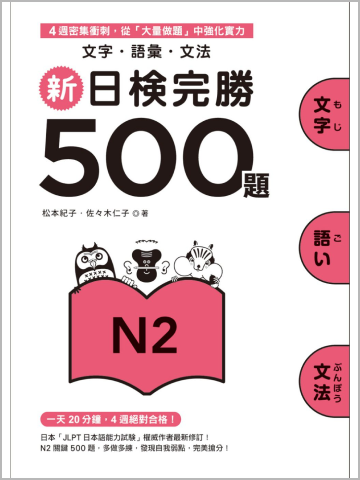 4週密集衝刺，從「大量做題」中強化實力
文字・語彙・文法
新日検完勝
500題
松本紀子・佐々木仁子◎著
もじ
文字
ご
語い
ぶんぽう
文法
N2
一天20分鐘，4週絕對合格！
日本「JLPT日本語能力試験」權威作者最新修訂！
N2關鍵500題，多做多練，發現自我弱點，完美搶分！